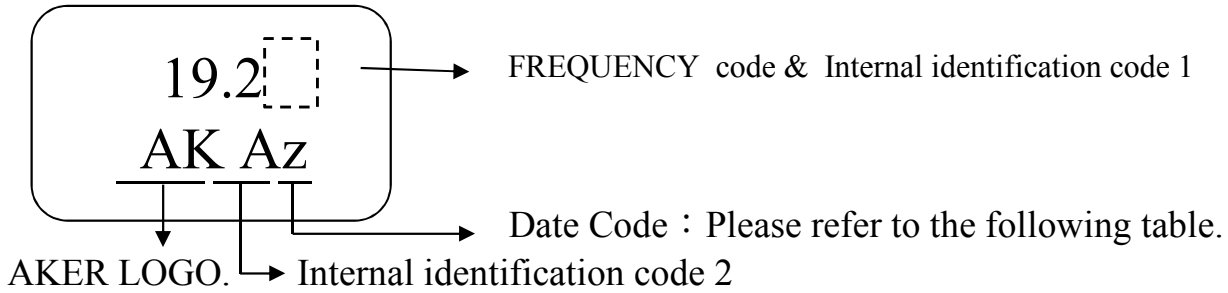 19.2
FREQUENCY code & Internal identification code 1
AK Az
Date Code：Please refer to the following table.
AKER LOGO.
Internal identification code 2